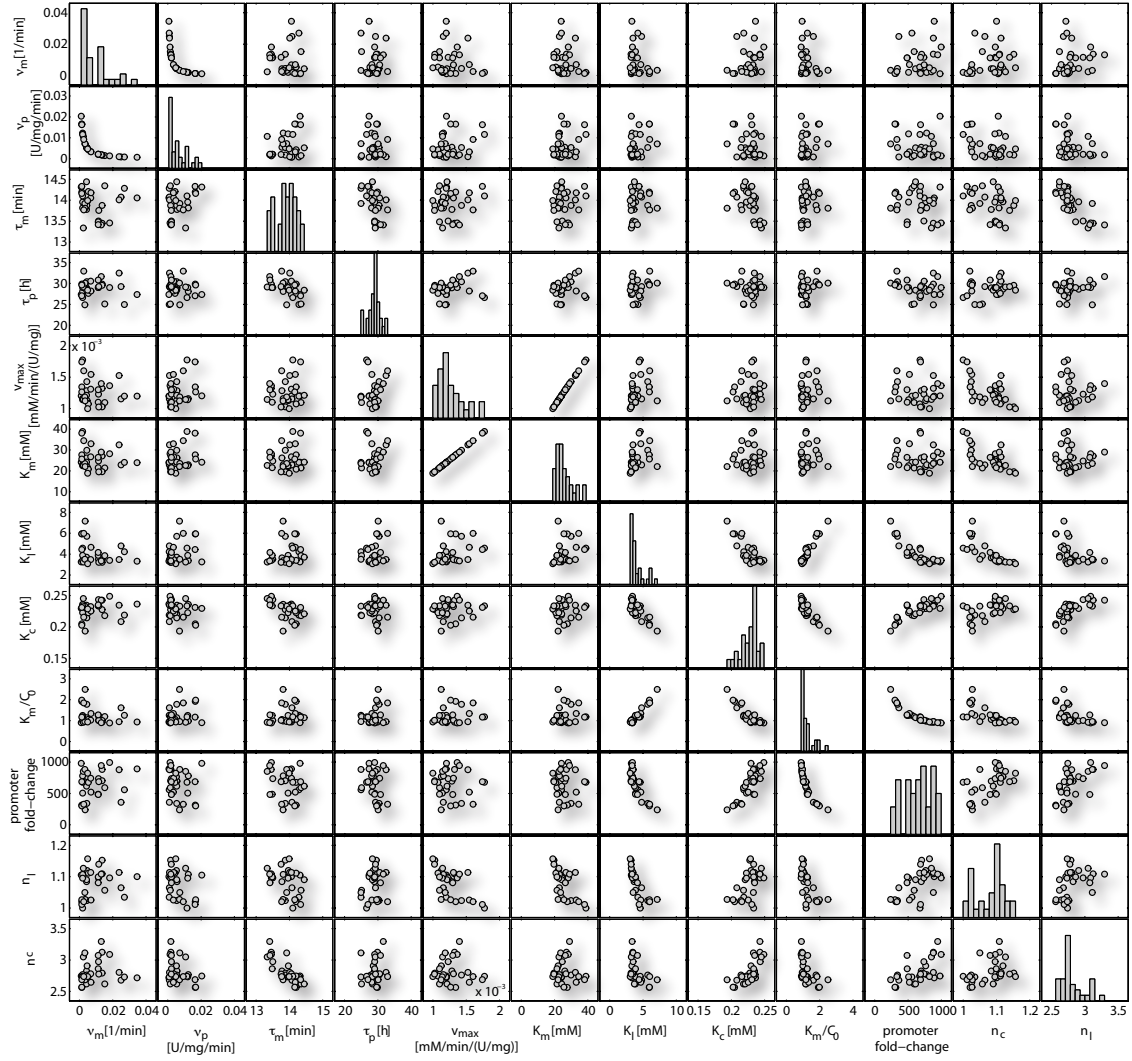 ν_m[1/min]
0.04
0.02
0
ν_p
[U/mg/min]
0.03
0.02
0.01
0
τ_m[min]
14.5
14
13.5
13
τ_p[h]
35
30
25
20
ν_max
[mM/min/(U/mg)]
2 x 10^-3
1.5
1
K_m[mM]
40
30
20
10
K_I[mM]
8
6
4
2
K_c[mM]
0.25
0.2
0.15
K_m/C_0
3
2
1
0
promoter
fold−change
1000
500
0
n_I
1.2
1.1
1
n^c
3.5
3
2.5
x 10^-3
0 0.02 0.04 0 0.02 0.04 13 14 15 20 30 40 1 1.5 2 0 20 40 0 5 10 0.15 0.2 0.25 0 2 4 0 500 1000 1 1.1 1.2 2.5 3 3.5
ν_m[1/min] ν_p τ_m[min] τ_p[h] ν_max K_m[mM] K_I[mM] K_c[mM] K_m/C_0 promoter n_c n_I
[U/mg/min] [mM/min/(U/mg)] fold−change